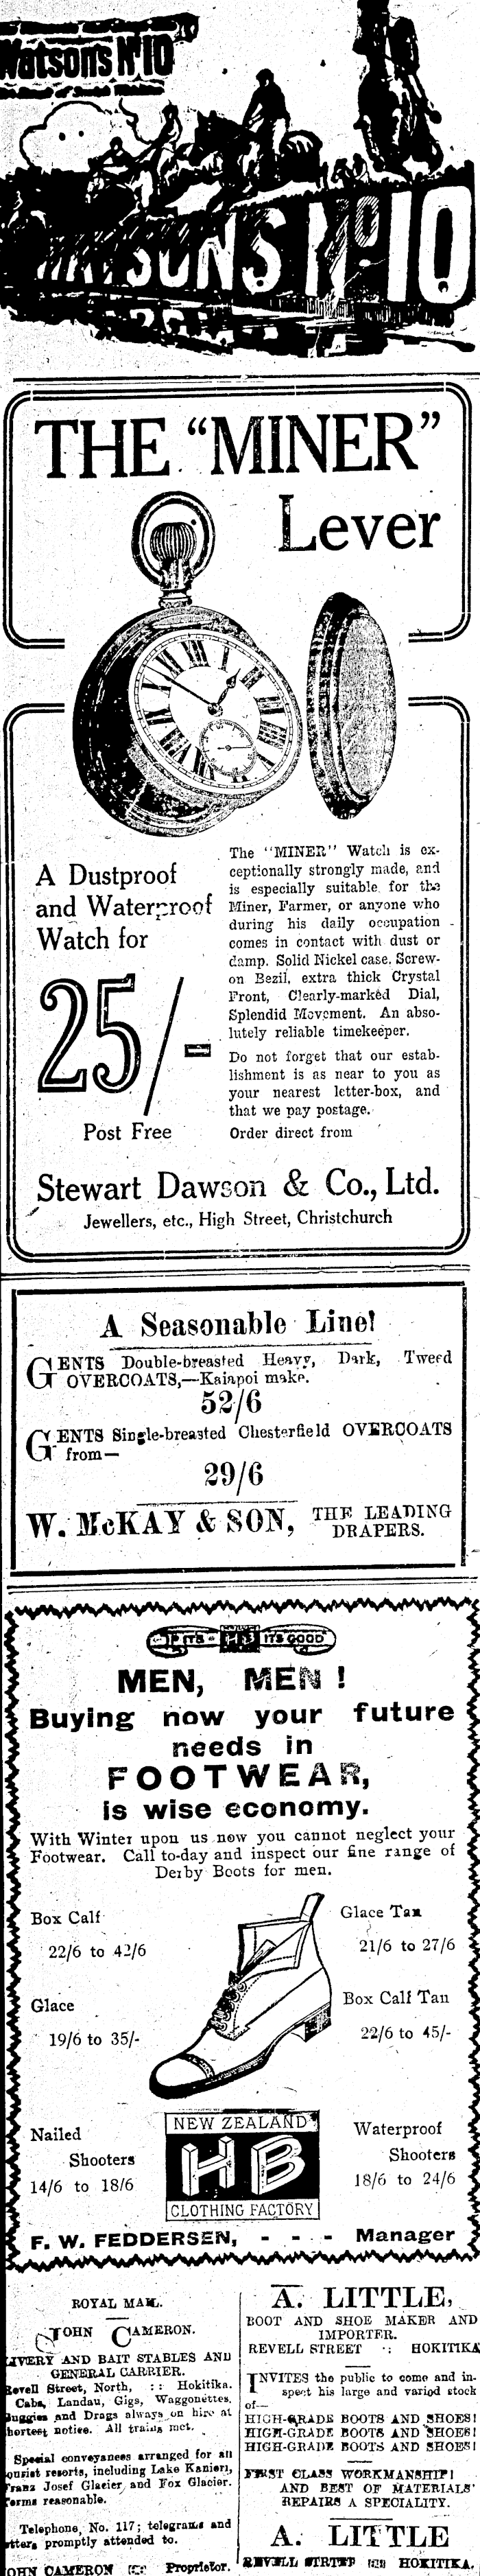 Watson's No 10
WATSONS No 10
THE "MINER"
Lever
A Dustproof
and Waterproof
Watch for
25/-
Post Free
The "MINER" Watch is ex-
ceptionally strongly made, and
is especially suitable for the
Miner, Farmer, or anyone who
during his daily occupation
comes in contact with dust or
damp. Solid Nickel case. Screw-
on Bezil, extra thick Crystal
Front, Clearly-marked Dial,
Splendid Movement. An abso-
lutely reliable timekeeper.
Do not forget that our estab-
lishment is as near to you as
your nearest letter-box, and
that we pay postage.
Order direct from
Stewart Dawson & Co., Ltd.
Jewellers, etc., High Street, Christchurch
A Seasonable Line!
GENTS Double-breasted Heavy, Dark, Tweed
OVERCOATS,—Kaiapoi make.
52/6
GENTS Single-breasted Chesterfield OVERCOATS
from—
29/6
W. McKAY & SON, THE LEADING
DRAPERS.
IT'S HB IT'S GOOD
MEN, MEN !
Buying now your future
needs in
FOOTWEAR,
is wise economy.
With Winter upon us now you cannot neglect your
Footwear. Call to-day and inspect our fine range of
Derby Boots for men.
Box Calf
22/6 to 42/6
Glace
19/6 to 35/-
Nailed
Shooters
14/6 to 18/6
Glace Tan
21/6 to 27/6
Box Calf Tan
22/6 to 45/-
Waterproof
Shooters
18/6 to 24/6
NEW ZEALAND
HB
CLOTHING FACTORY
F. W. FEDDERSEN, - - - Manager
ROYAL MAIL.
JOHN CAMERON.
LIVERY AND BAIT STABLES AND
GENERAL CARRIER.
Revell Street, North, :: Hokitika.
Cabs, Landau, Gigs, Waggonettes,
Buggies and Drags always on hire at
shortest notice. All trains met.
Special conveyances arranged for all
tourist resorts, including Lake Kanieri,
Franz Josef Glacier and Fox Glacier.
Terms reasonable.
Telephone, No. 117; telegrams and
letters promptly attended to.
JOHN CAMERON :: Proprietor.
A. LITTLE,
BOOT AND SHOE MAKER AND
IMPORTER.
REVELL STREET :: HOKITIKA
INVITES the public to come and in-
spect his large and varied stock
of—
HIGH-GRADE BOOTS AND SHOES!
HIGH-GRADE BOOTS AND SHOES!
HIGH-GRADE BOOTS AND SHOES!
FIRST CLASS WORKMANSHIP!
AND BEST OF MATERIALS'
REPAIRS A SPECIALITY.
A. LITTLE
REVELL STREET :: HOKITIKA.